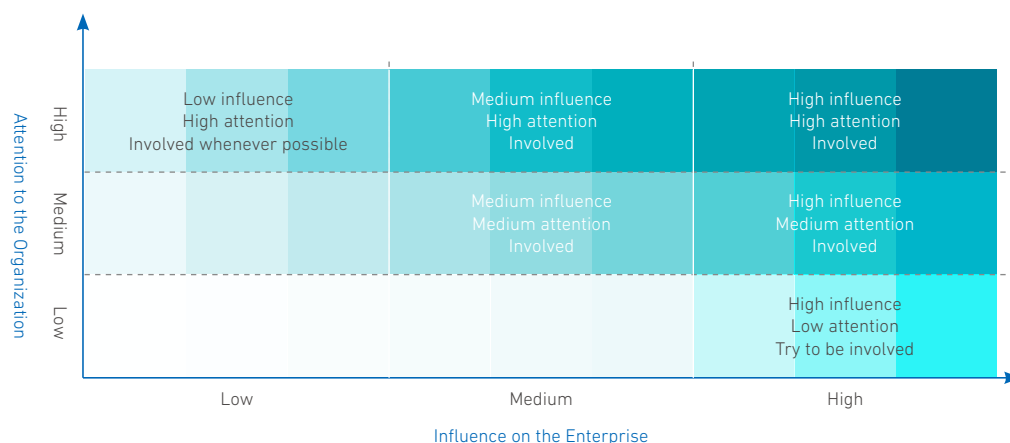 Attention to the Organization
High
Low influence
High attention
Involved whenever possible
Medium influence
High attention
Involved
High influence
High attention
Involved
Medium
Medium influence
Medium attention
Involved
High influence
Medium attention
Involved
Low
High influence
Low attention
Try to be involved
Low
Medium
High
Influence on the Enterprise